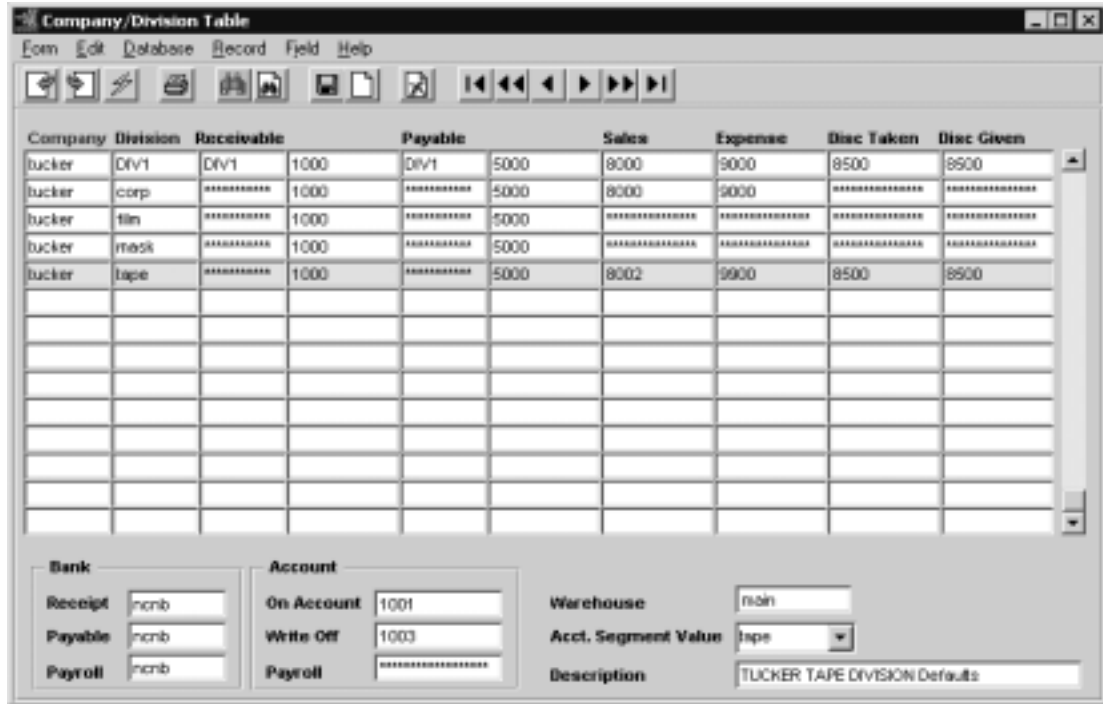 Company/Division Table
Form Edit Database Record Field Help
Company Division Receivable Payable Sales Expense Disc Taken Disc Given
tucker DIV1 DIV1 1000 DIV1 5000 8000 9000 8500 8500
tucker corp *********** 1000 *********** 5000 8000 9000 *************** ***************
tucker film *********** 1000 *********** 5000 *************** *************** *************** ***************
tucker mask *********** 1000 *********** 5000 *************** *************** *************** ***************
tucker tape *********** 1000 *********** 5000 8002 9900 8500 8500
Bank Account
Receipt ncnb On Account 1001 Warehouse main
Payable ncnb Write Off 1003 Acct. Segment Value tape
Payroll ncnb Payroll ******************* Description TUCKER TAPE DIVISION Defaults